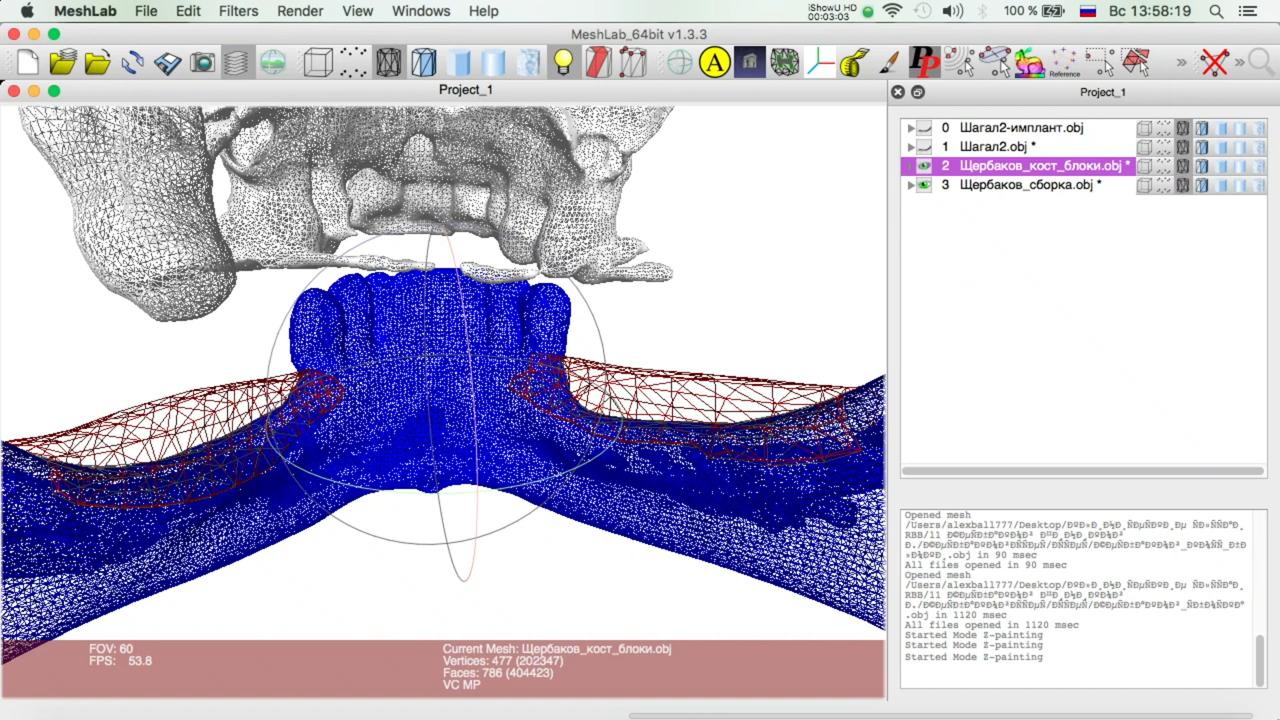 MeshLab File Edit Filters Render View Windows Help
iShowU HD
00:03:03
100 %
Вс 13:58:19
MeshLab_64bit v1.3.3
A
Reference
»
»
Project_1
Project_1
0 Шагал2-имплант.obj
1 Шагал2.obj *
2 Щербаков_кост_блоки.obj *
3 Щербаков_сборка.obj *
Opened mesh
/Users/alexball777/Desktop/
RBB/11
.obj in 90 msec
All files opened in 90 msec
Opened mesh
/Users/alexball777/Desktop/
RBB/11
.obj in 1120 msec
All files opened in 1120 msec
Started Mode Z-painting
Started Mode Z-painting
Started Mode Z-painting
FOV: 60
FPS: 53.8
Current Mesh: Щербаков_кост_блоки.obj
Vertices: 477 (202347)
Faces: 786 (404423)
VC MP